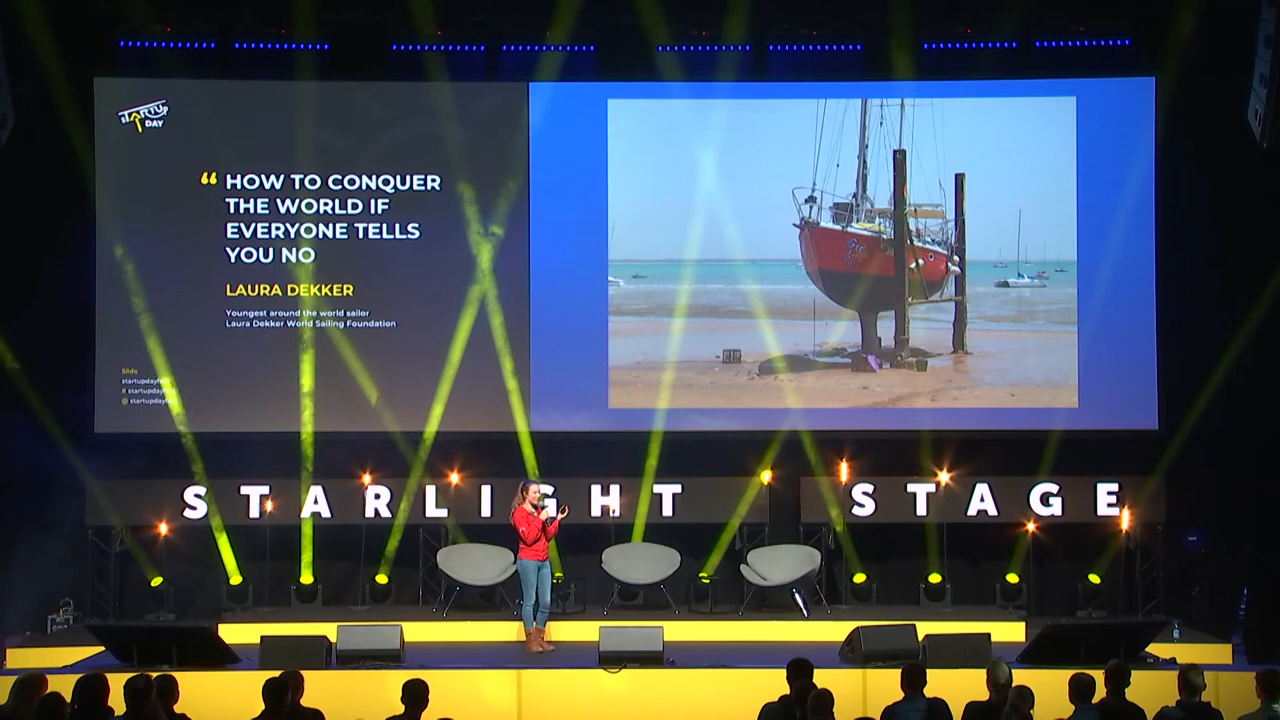 STARTUP
DAY
“ HOW TO CONQUER
THE WORLD IF
EVERYONE TELLS
YOU NO
LAURA DEKKER
Youngest around the world sailor
Laura Dekker World Sailing Foundation
Slido
STARLIGHT STAGE